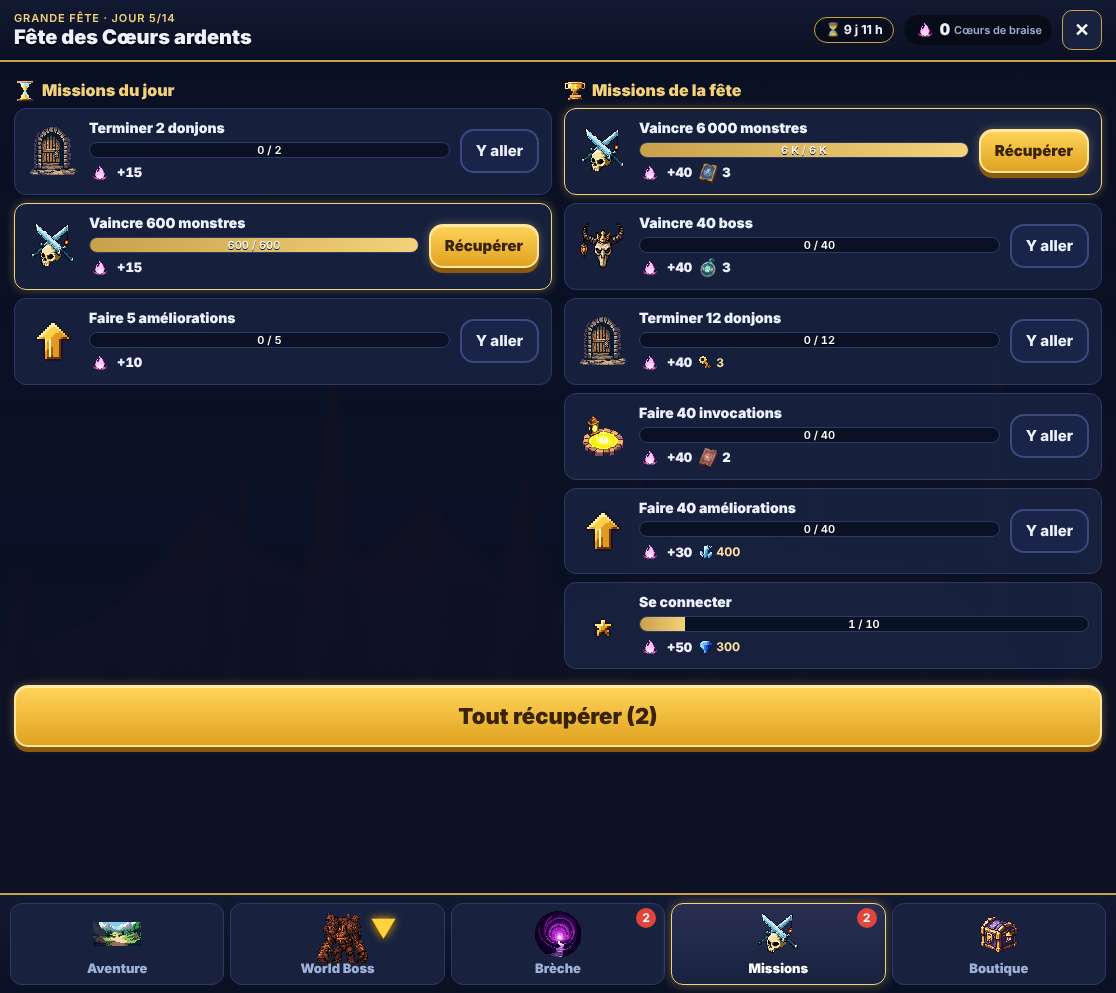 GRANDE FÊTE · JOUR 5/14
Fête des Cœurs ardents
9 j 11 h
0 Cœurs de braise
Missions du jour
Terminer 2 donjons
0 / 2
+15
Y aller
Vaincre 600 monstres
600 / 600
+15
Récupérer
Faire 5 améliorations
0 / 5
+10
Y aller
Missions de la fête
Vaincre 6 000 monstres
6 K / 6 K
+40 3
Récupérer
Vaincre 40 boss
0 / 40
+40 3
Y aller
Terminer 12 donjons
0 / 12
+40 3
Y aller
Faire 40 invocations
0 / 40
+40 2
Y aller
Faire 40 améliorations
0 / 40
+30 400
Y aller
Se connecter
1 / 10
+50 300
Tout récupérer (2)
Aventure
World Boss
2
Brèche
2
Missions
Boutique